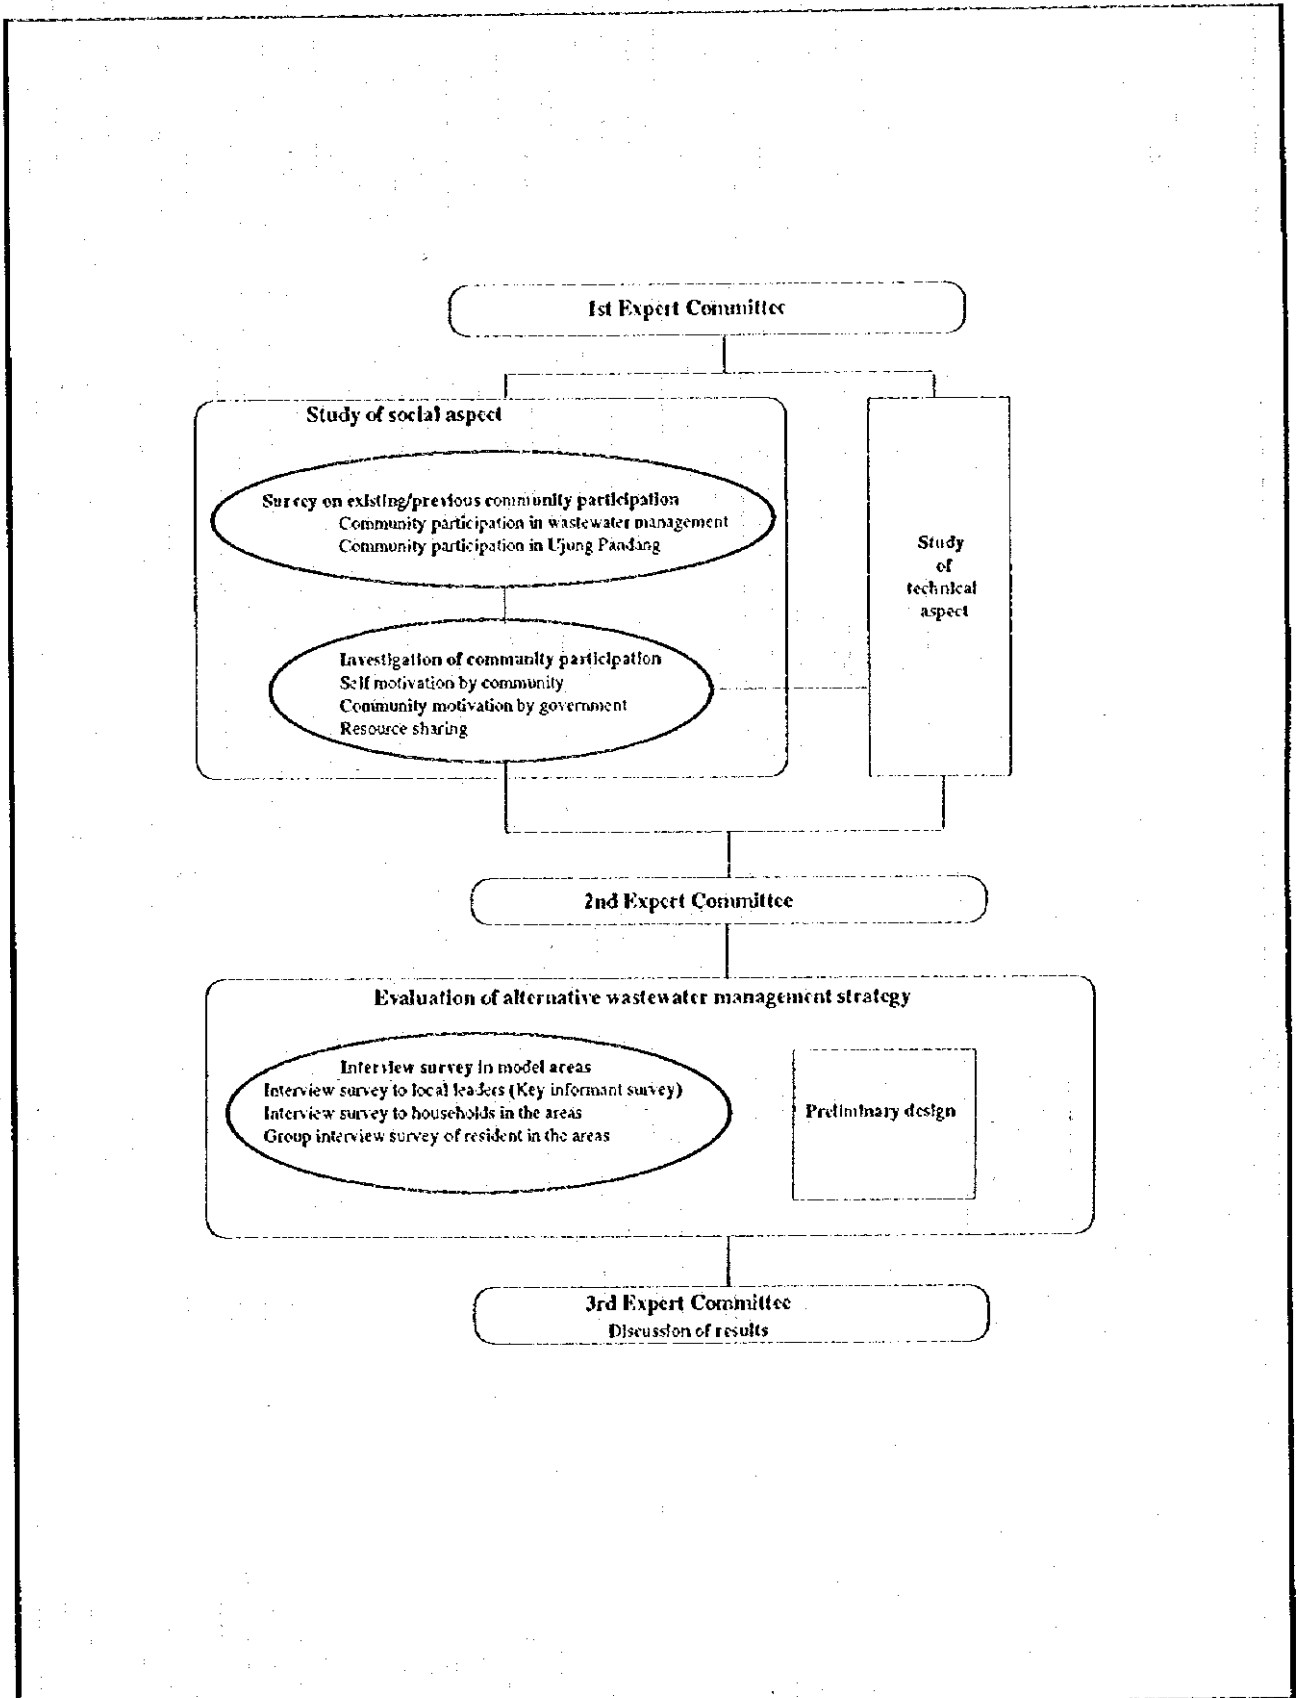 1st Expert Committee
Study of social aspect
Survey on existing/previous community participation
Community participation in wastewater management
Community participation in Ujung Pandang
Study
of
technical
aspect
Investigation of community participation
Self motivation by community
Community motivation by government
Resource sharing
2nd Expert Committee
Evaluation of alternative wastewater management strategy
Interview survey in model areas
Interview survey to local leaders (Key informant survey)
Interview survey to households in the areas
Group interview survey of resident in the areas
Preliminary design
3rd Expert Committee
Discussion of results